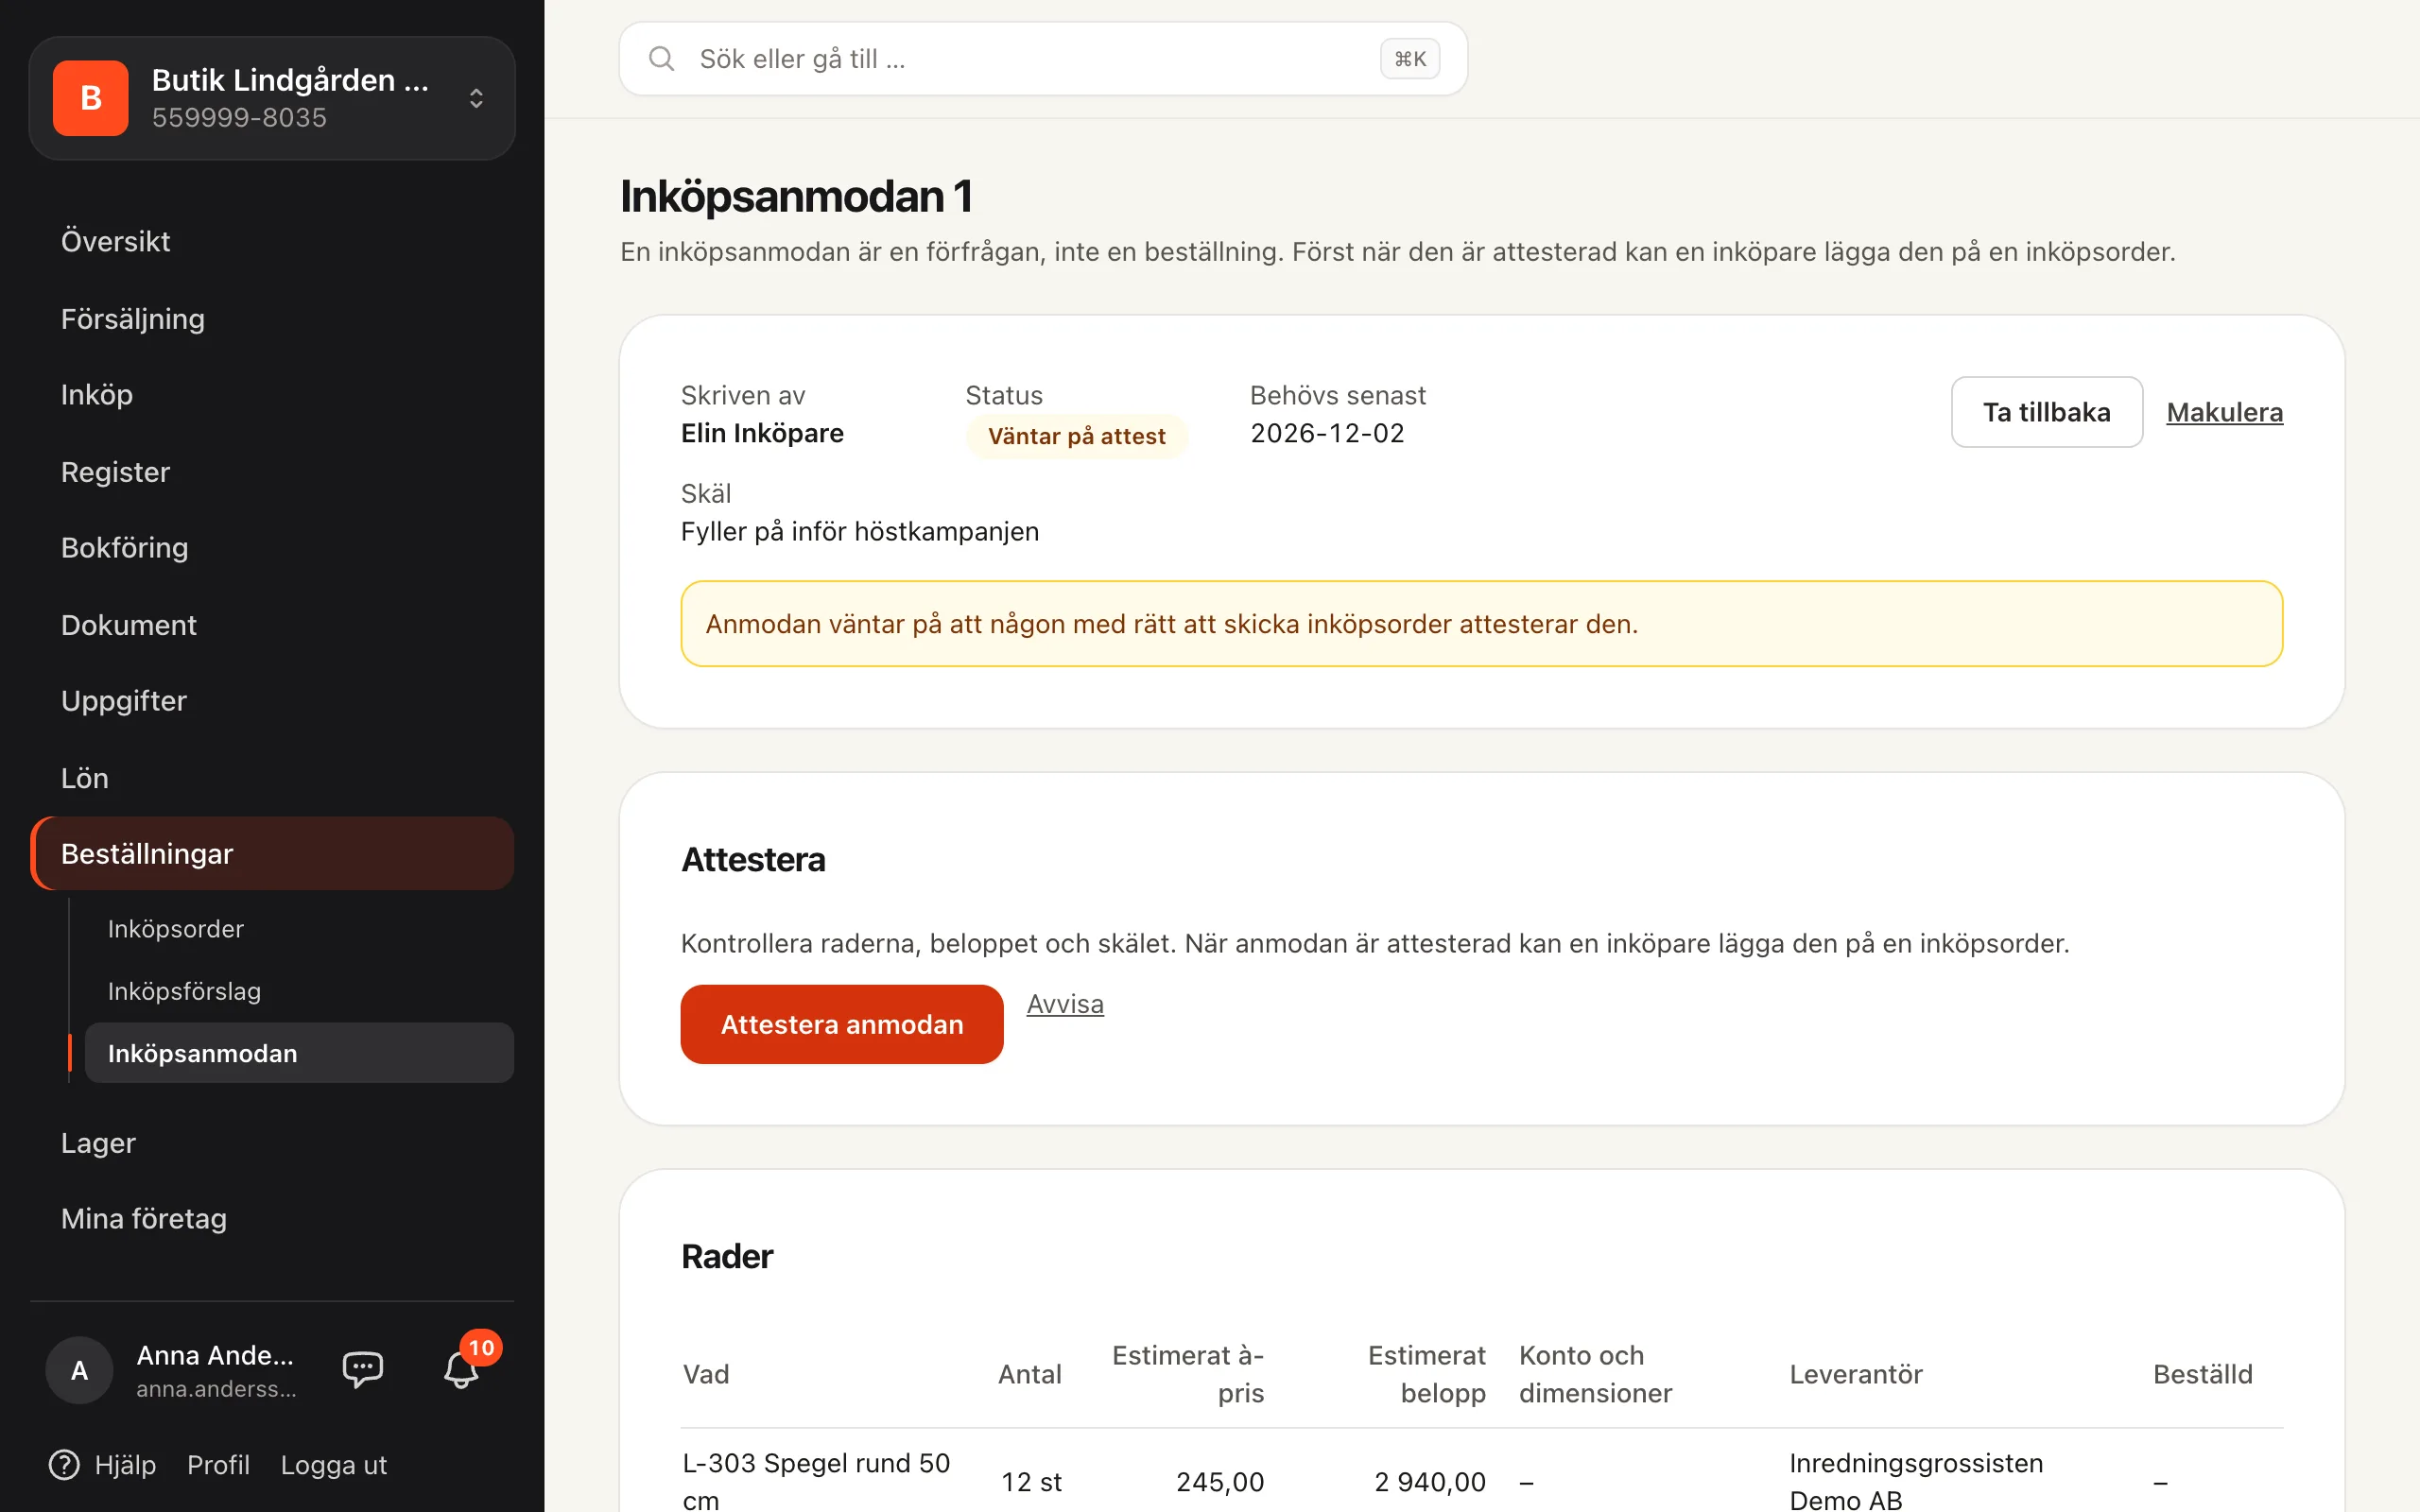 B
Butik Lindgården ...
559999-8035
Översikt
Försäljning
Inköp
Register
Bokföring
Dokument
Uppgifter
Lön
Beställningar
Inköpsorder
Inköpsförslag
Inköpsanmodan
Lager
Mina företag
A
Anna Ande...
anna.anderss...
10
Hjälp
Profil
Logga ut
Sök eller gå till ...
⌘K
Inköpsanmodan 1
En inköpsanmodan är en förfrågan, inte en beställning. Först när den är attesterad kan en inköpare lägga den på en inköpsorder.
Skriven av
Elin Inköpare
Status
Väntar på attest
Behövs senast
2026-12-02
Ta tillbaka
Makulera
Skäl
Fyller på inför höstkampanjen
Anmodan väntar på att någon med rätt att skicka inköpsorder attesterar den.
Attestera
Kontrollera raderna, beloppet och skälet. När anmodan är attesterad kan en inköpare lägga den på en inköpsorder.
Attestera anmodan
Avvisa
Rader
Vad
Antal
Estimerat à-
pris
Estimerat
belopp
Konto och
dimensioner
Leverantör
Beställd
L-303 Spegel rund 50
cm
12 st
245,00
2 940,00
–
Inredningsgrossisten
Demo AB
–